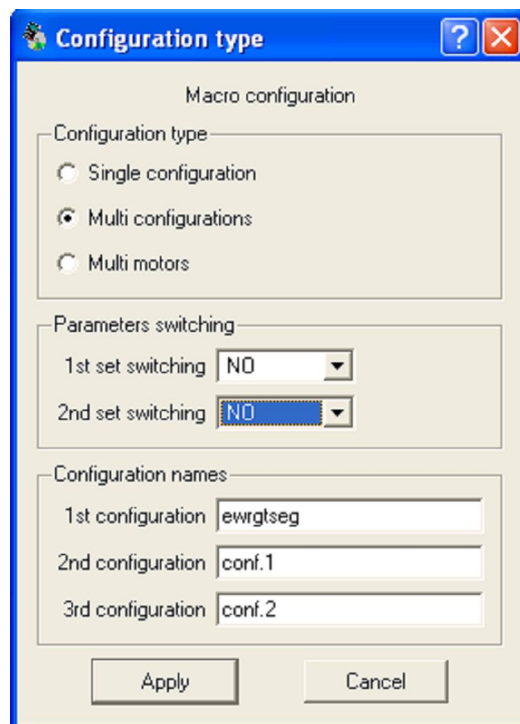 Configuration type
Macro configuration
Configuration type
Single configuration
Multi configurations
Multi motors
Parameters switching
1st set switching NO
2nd set switching NO
Configuration names
1st configuration ewrgtseg
2nd configuration conf.1
3rd configuration conf.2
Apply Cancel